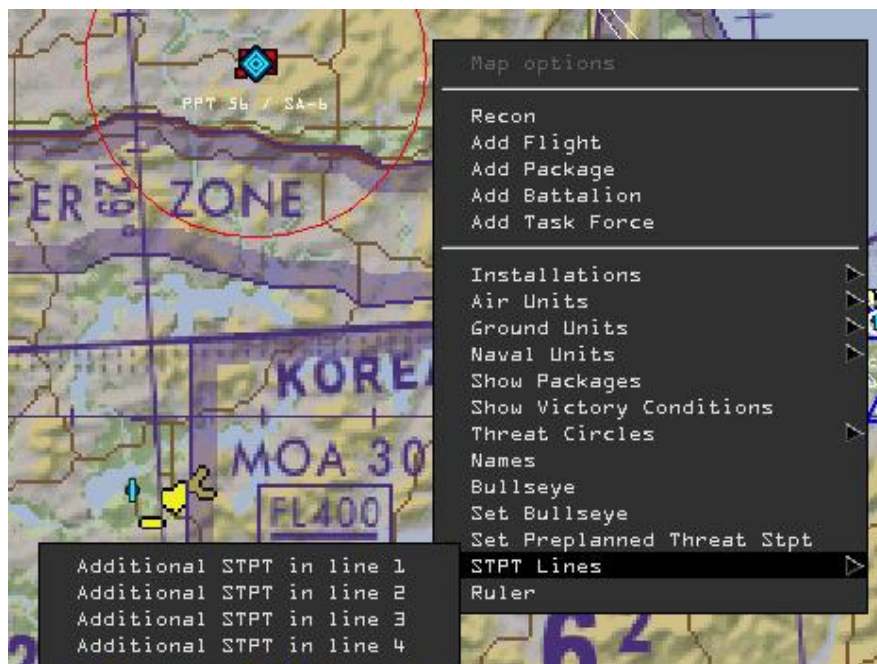 PPT 56 / SA-6
FER
29°
ZONE
KORE
MOA 30
FL400
6
2
Map options
Recon
Add Flight
Add Package
Add Battalion
Add Task Force
Installations
Air Units
Ground Units
Naval Units
Show Packages
Show Victory Conditions
Threat Circles
Names
Bullseye
Set Bullseye
Set Preplanned Threat Stpt
STPT Lines
Ruler
Additional STPT in line 1
Additional STPT in line 2
Additional STPT in line 3
Additional STPT in line 4